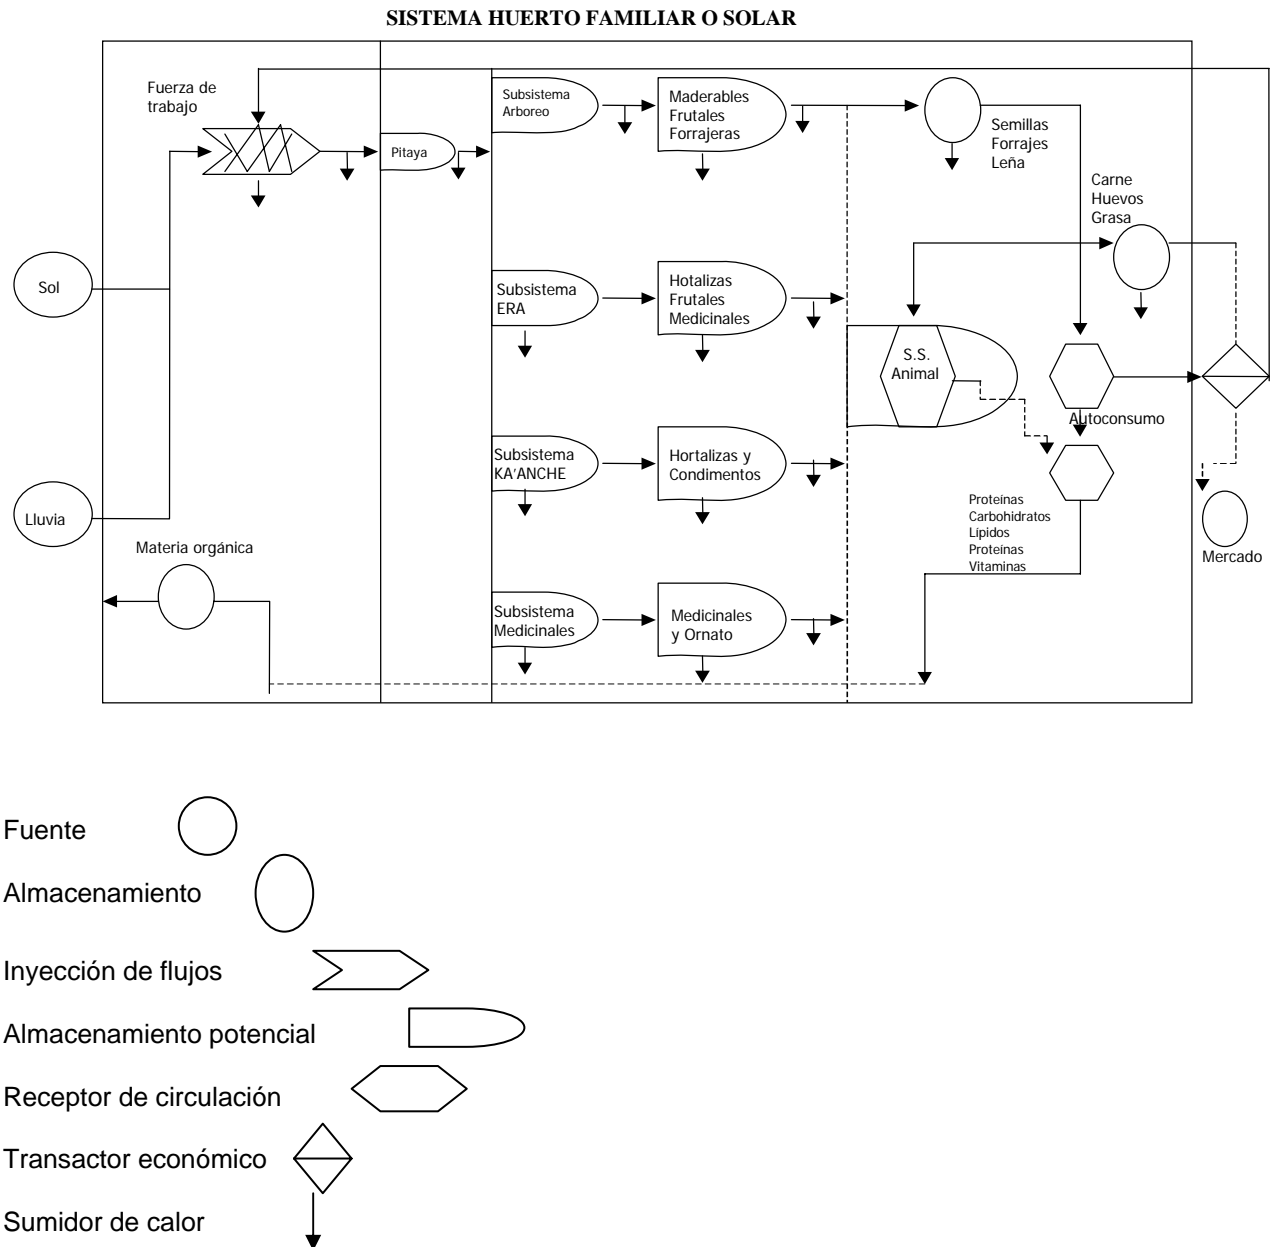 SISTEMA HUERTO FAMILIAR O SOLAR
Fuerza de
trabajo
Subsistema
Arboreo
Maderables
Frutales
Forrajeras
Semillas
Forrajes
Leña
Pitaya
Carne
Huevos
Grasa
Sol
Subsistema
ERA
Hotalizas
Frutales
Medicinales
S.S.
Animal
Autoconsumo
Subsistema
KA'ANCHE
Hortalizas y
Condimentos
Lluvia
Proteínas
Carbohidratos
Lípidos
Proteínas
Vitaminas
Mercado
Materia orgánica
Subsistema
Medicinales
Medicinales
y Ornato
Fuente
Almacenamiento
Inyección de flujos
Almacenamiento potencial
Receptor de circulación
Transactor económico
Sumidor de calor